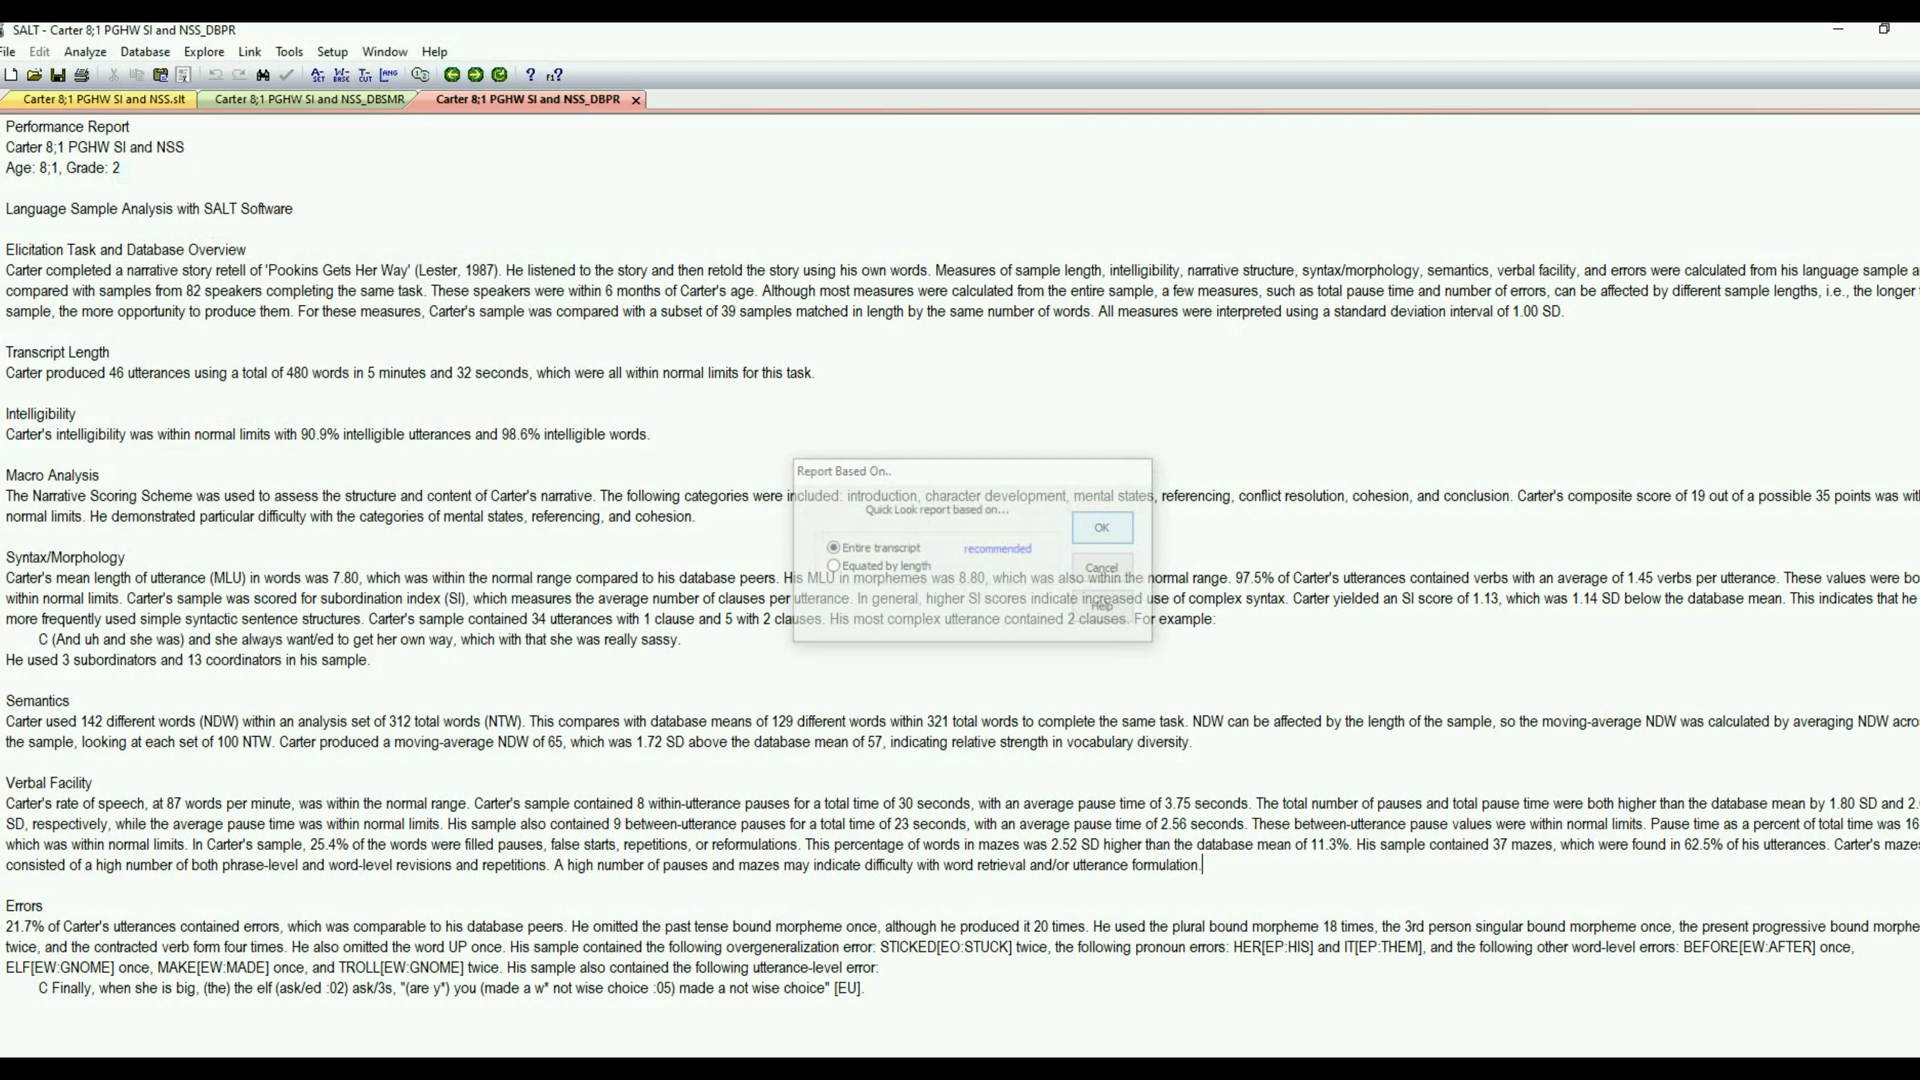 SALT - Carter 8;1 PGHW SI and NSS_DBPR
File Edit Analyze Database Explore Link Tools Setup Window Help
A-SET W-BASE T-CUT LANG ? F1?
Carter 8;1 PGHW SI and NSS.slt Carter 8;1 PGHW SI and NSS_DBSMR Carter 8;1 PGHW SI and NSS_DBPR
Performance Report
Carter 8;1 PGHW SI and NSS
Age: 8;1, Grade: 2
Language Sample Analysis with SALT Software
Elicitation Task and Database Overview
Carter completed a narrative story retell of 'Pookins Gets Her Way' (Lester, 1987). He listened to the story and then retold the story using his own words. Measures of sample length, intelligibility, narrative structure, syntax/morphology, semantics, verbal facility, and errors were calculated from his language sample
compared with samples from 82 speakers completing the same task. These speakers were within 6 months of Carter's age. Although most measures were calculated from the entire sample, a few measures, such as total pause time and number of errors, can be affected by different sample lengths, i.e., the longer
sample, the more opportunity to produce them. For these measures, Carter's sample was compared with a subset of 39 samples matched in length by the same number of words. All measures were interpreted using a standard deviation interval of 1.00 SD.
Transcript Length
Carter produced 46 utterances using a total of 480 words in 5 minutes and 32 seconds, which were all within normal limits for this task.
Intelligibility
Carter's intelligibility was within normal limits with 90.9% intelligible utterances and 98.6% intelligible words.
Macro Analysis
The Narrative Scoring Scheme was used to assess the structure and content of Carter's narrative. The following categories were included: introduction, character development, mental states, referencing, conflict resolution, cohesion, and conclusion. Carter's composite score of 19 out of a possible 35 points was
normal limits. He demonstrated particular difficulty with the categories of mental states, referencing, and cohesion.
Syntax/Morphology
Carter's mean length of utterance (MLU) in words was 7.80, which was within the normal range compared to his database peers. His MLU in morphemes was 8.80, which was also within the normal range. 97.5% of Carter's utterances contained verbs with an average of 1.45 verbs per utterance. These values were
within normal limits. Carter's sample was scored for subordination index (SI), which measures the average number of clauses per utterance. In general, higher SI scores indicate increased use of complex syntax. Carter yielded an SI score of 1.13, which was 1.14 SD below the database mean. This indicates that he
more frequently used simple syntactic sentence structures. Carter's sample contained 34 utterances with 1 clause and 5 with 2 clauses. His most complex utterance contained 2 clauses. For example:
C (And uh and she was) and she always want/ed to get her own way, which with that she was really sassy.
He used 3 subordinators and 13 coordinators in his sample.
Semantics
Carter used 142 different words (NDW) within an analysis set of 312 total words (NTW). This compares with database means of 129 different words within 321 total words to complete the same task. NDW can be affected by the length of the sample, so the moving-average NDW was calculated by averaging NDW
the sample, looking at each set of 100 NTW. Carter produced a moving-average NDW of 65, which was 1.72 SD above the database mean of 57, indicating relative strength in vocabulary diversity.
Verbal Facility
Carter's rate of speech, at 87 words per minute, was within the normal range. Carter's sample contained 8 within-utterance pauses for a total time of 30 seconds, with an average pause time of 3.75 seconds. The total number of pauses and total pause time were both higher than the database mean by 1.80 SD and
SD, respectively, while the average pause time was within normal limits. His sample also contained 9 between-utterance pauses for a total time of 23 seconds, with an average pause time of 2.56 seconds. These between-utterance pause values were within normal limits. Pause time as a percent of total time was 16
which was within normal limits. In Carter's sample, 25.4% of the words were filled pauses, false starts, repetitions, or reformulations. This percentage of words in mazes was 2.52 SD higher than the database mean of 11.3%. His sample contained 37 mazes, which were found in 62.5% of his utterances. Carter's
consisted of a high number of both phrase-level and word-level revisions and repetitions. A high number of pauses and mazes may indicate difficulty with word retrieval and/or utterance formulation.
Errors
21.7% of Carter's utterances contained errors, which was comparable to his database peers. He omitted the past tense bound morpheme once, although he produced it 20 times. He used the plural bound morpheme 18 times, the 3rd person singular bound morpheme once, the present progressive bound
twice, and the contracted verb form four times. He also omitted the word UP once. His sample contained the following overgeneralization error: STICKED[EO:STUCK] twice, the following pronoun errors: HER[EP:HIS] and IT[EP:THEM], and the following other word-level errors: BEFORE[EW:AFTER] once,
ELF[EW:GNOME] once, MAKE[EW:MADE] once, and TROLL[EW:GNOME] twice. His sample also contained the following utterance-level error:
C Finally, when she is big, (the) the elf (ask/ed :02) ask/3s, "(are y*) you (made a w* not wise choice :05) made a not wise choice" [EU].
Report Based On..
Quick Look report based on...
Entire transcript recommended
Equated by length
OK
Cancel
Help